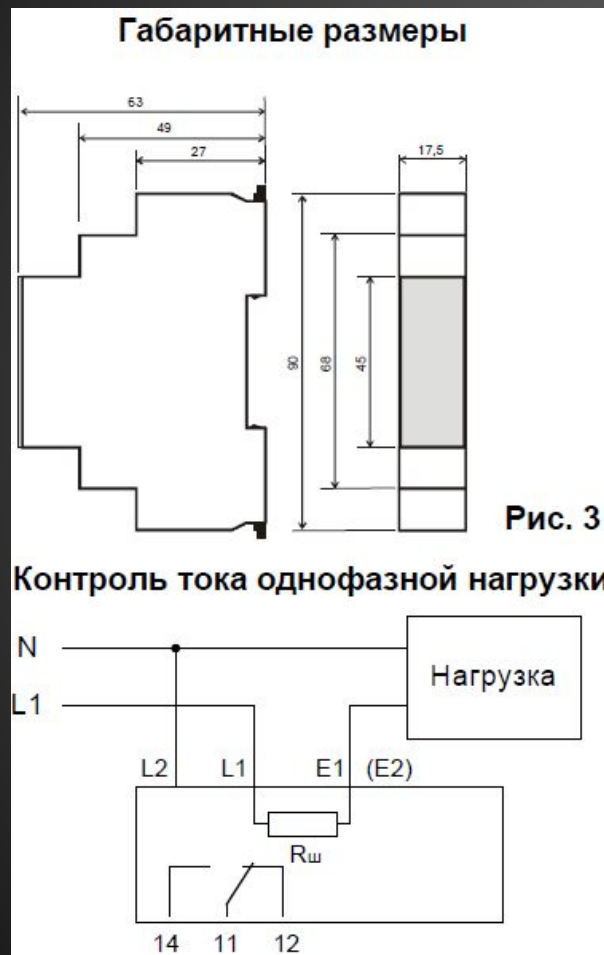 Габаритные размеры
63
49
27
17,5
90
68
45
Рис. 3
Контроль тока однофазной нагрузки
N
Нагрузка
L1
L2 L1 E1 (E2)
Rш
14 11 12